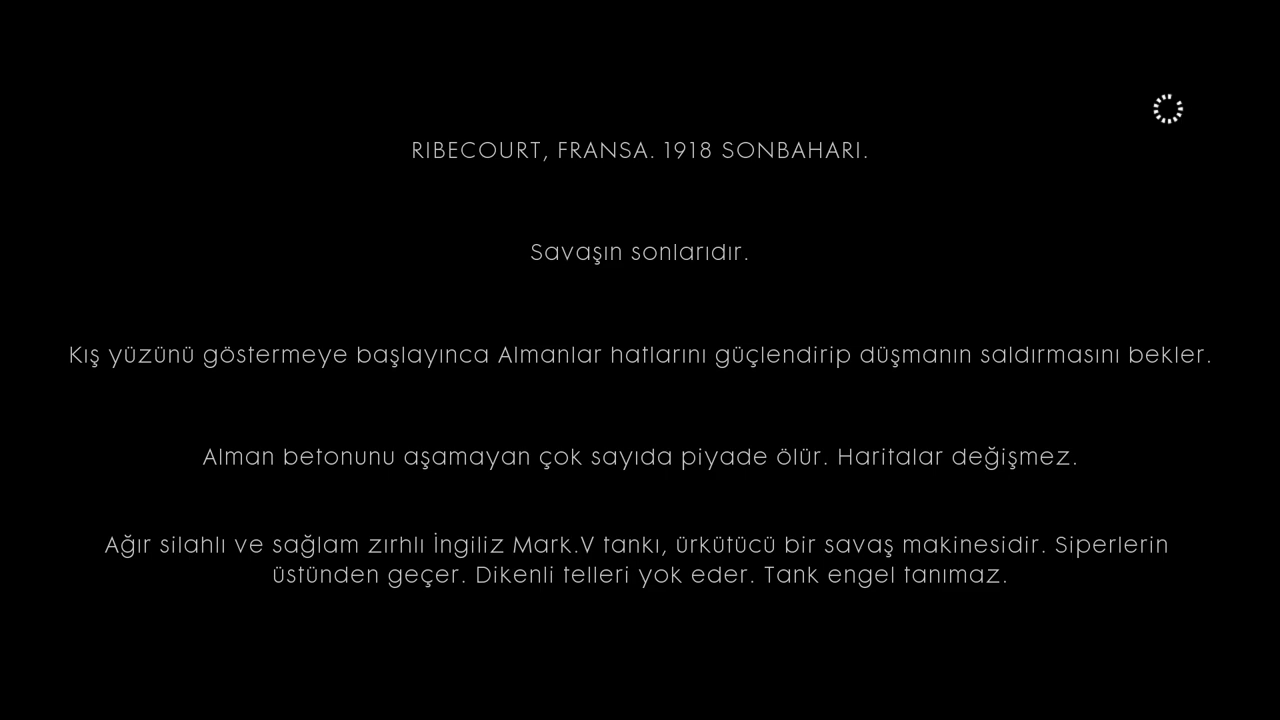 RIBECOURT, FRANSA. 1918 SONBAHARI.
Savaşın sonlarıdır.
Kış yüzünü göstermeye başlayınca Almanlar hatlarını güçlendirip düşmanın saldırmasını bekler.
Alman betonunu aşamayan çok sayıda piyade ölür. Haritalar değişmez.
Ağır silahlı ve sağlam zırhlı İngiliz Mark.V tankı, ürkütücü bir savaş makinesidir. Siperlerin
üstünden geçer. Dikenli telleri yok eder. Tank engel tanımaz.